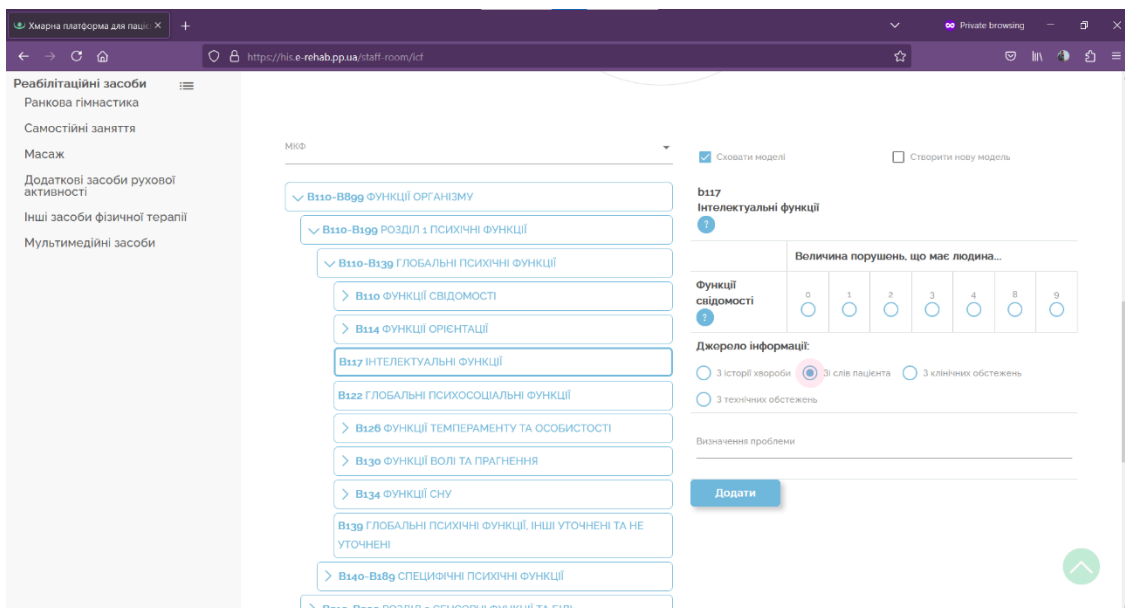 Хмарна платформа для паціє
Private browsing
https://his.e-rehab.pp.ua/staff-room/icf
Реабілітаційні засоби
Ранкова гімнастика
Самостійні заняття
Масаж
Додаткові засоби рухової
активності
Інші засоби фізичної терапії
Мультимедійні засоби
МКФ
B110-B899 ФУНКЦІЇ ОРГАНІЗМУ
B110-B199 РОЗДІЛ 1 ПСИХІЧНІ ФУНКЦІЇ
B110-B139 ГЛОБАЛЬНІ ПСИХІЧНІ ФУНКЦІЇ
B110 ФУНКЦІЇ СВІДОМОСТІ
B114 ФУНКЦІЇ ОРІЄНТАЦІЇ
B117 ІНТЕЛЕКТУАЛЬНІ ФУНКЦІЇ
B122 ГЛОБАЛЬНІ ПСИХОСОЦІАЛЬНІ ФУНКЦІЇ
B126 ФУНКЦІЇ ТЕМПЕРАМЕНТУ ТА ОСОБИСТОСТІ
B130 ФУНКЦІЇ ВОЛІ ТА ПРАГНЕННЯ
B134 ФУНКЦІЇ СНУ
B139 ГЛОБАЛЬНІ ПСИХІЧНІ ФУНКЦІЇ, ІНШІ УТОЧНЕНІ ТА НЕ
УТОЧНЕНІ
B140-B189 СПЕЦИФІЧНІ ПСИХІЧНІ ФУНКЦІЇ
Сховати моделі
Створити нову модель
b117
Інтелектуальні функції
?
Величина порушень, що має людина...
Функції
свідомості
?
0 1 2 3 4 8 9
Джерело інформації:
З історії хвороби Зі слів пацієнта З клінічних обстежень
З технічних обстежень
Визначення проблеми
Додати